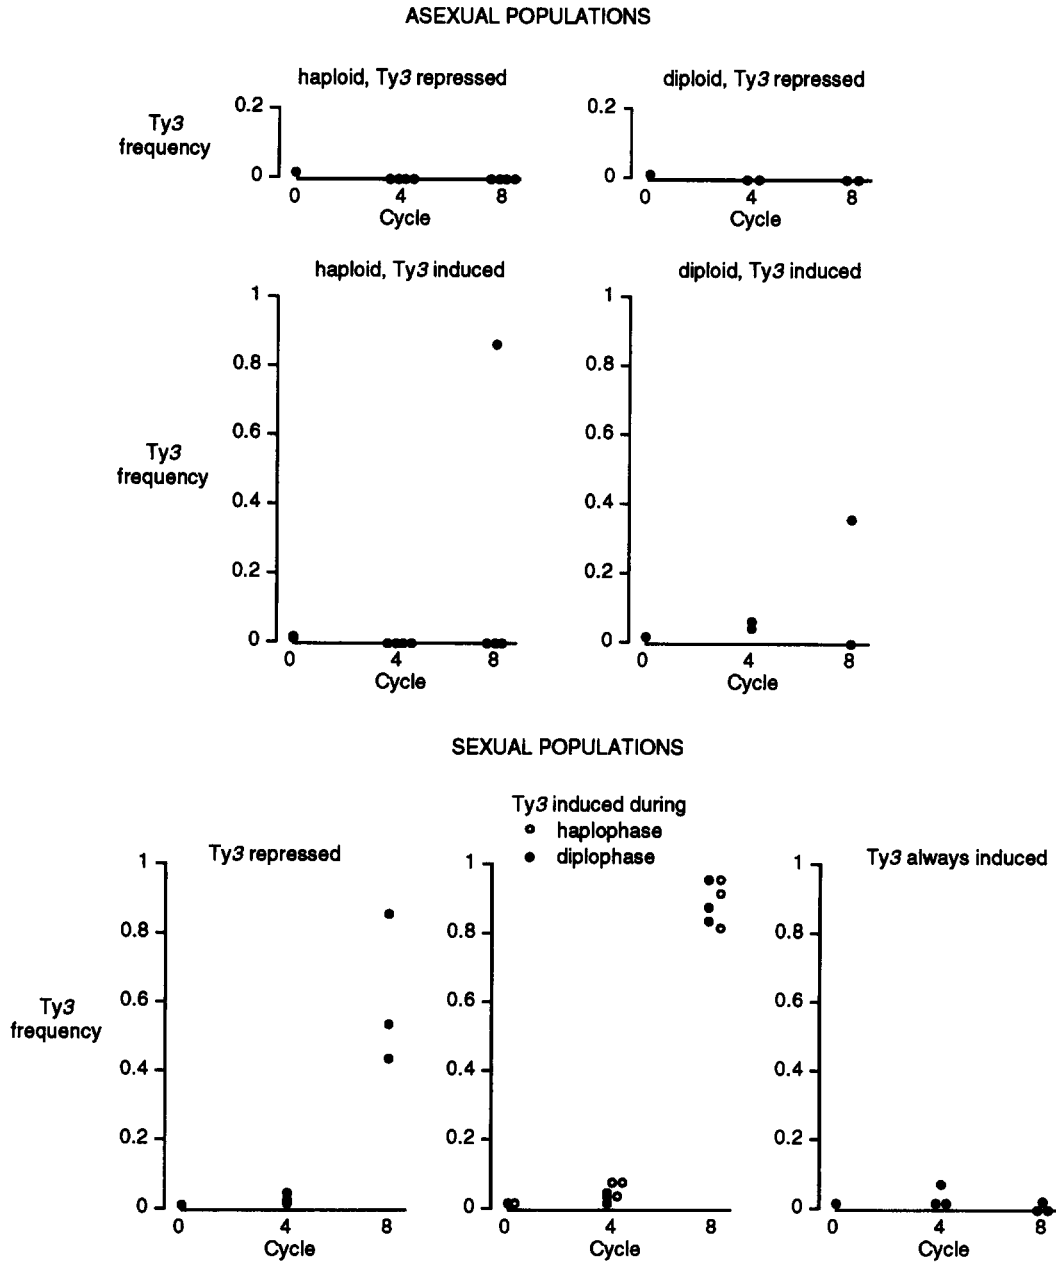 ASEXUAL POPULATIONS
haploid, Ty3 repressed
diploid, Ty3 repressed
Ty3
frequency
0.2
0
0 4 8
Cycle
0.2
0
0 4 8
Cycle
haploid, Ty3 induced
diploid, Ty3 induced
Ty3
frequency
1
0.8
0.6
0.4
0.2
0
0 4 8
Cycle
1
0.8
0.6
0.4
0.2
0
0 4 8
Cycle
SEXUAL POPULATIONS
Ty3 repressed
Ty3 induced during
haplophase
diplophase
Ty3 always induced
Ty3
frequency
1
0.8
0.6
0.4
0.2
0
0 4 8
Cycle
1
0.8
0.6
0.4
0.2
0
0 4 8
Cycle
1
0.8
0.6
0.4
0.2
0
0 4 8
Cycle